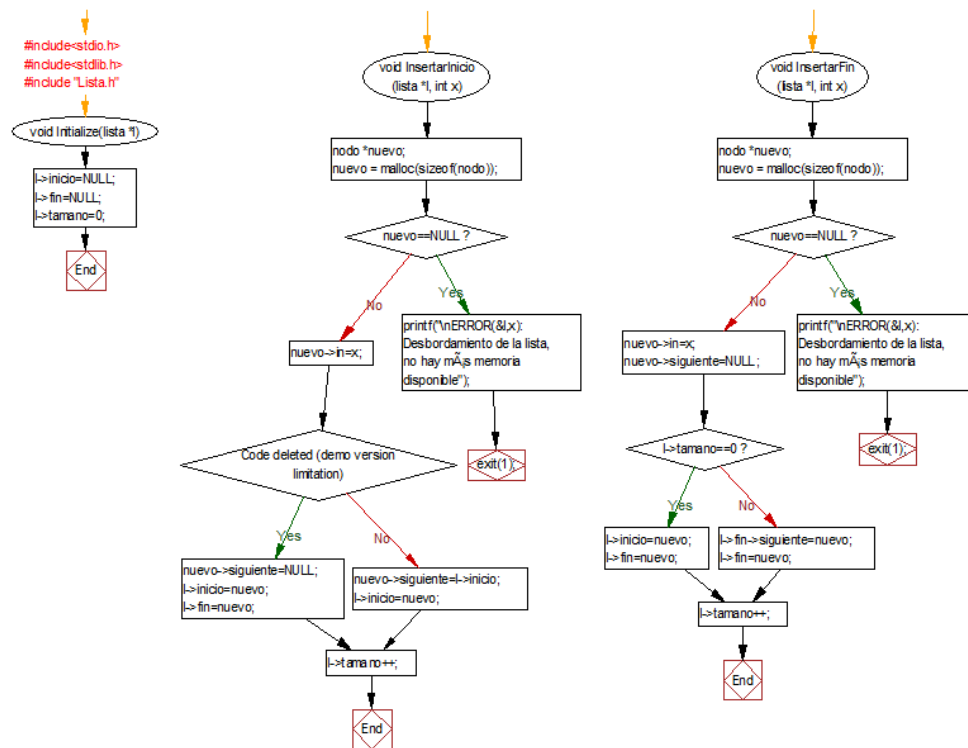 #include<stdio.h>
#include<stdlib.h>
#include "Lista.h"
void Initialize(lista *l)
l->inicio=NULL;
l->fin=NULL;
l->tamano=0;
End
void InsertarInicio
(lista *l, int x)
nodo *nuevo;
nuevo = malloc(sizeof(nodo));
nuevo==NULL ?
No
Yes
nuevo->in=x;
printf("\nERROR(&l,x):
Desbordamiento de la lista,
no hay mÃ¡s memoria
disponible");
exit(1);
Code deleted (demo version
limitation)
Yes
No
nuevo->siguiente=NULL;
l->inicio=nuevo;
l->fin=nuevo;
nuevo->siguiente=l->inicio;
l->inicio=nuevo;
l->tamano++;
End
void InsertarFin
(lista *l, int x)
nodo *nuevo;
nuevo = malloc(sizeof(nodo));
nuevo==NULL ?
No
Yes
nuevo->in=x;
nuevo->siguiente=NULL;
printf("\nERROR(&l,x):
Desbordamiento de la lista,
no hay mÃ¡s memoria
disponible");
exit(1);
l->tamano==0 ?
Yes
No
l->inicio=nuevo;
l->fin=nuevo;
l->fin->siguiente=nuevo;
l->fin=nuevo;
l->tamano++;
End